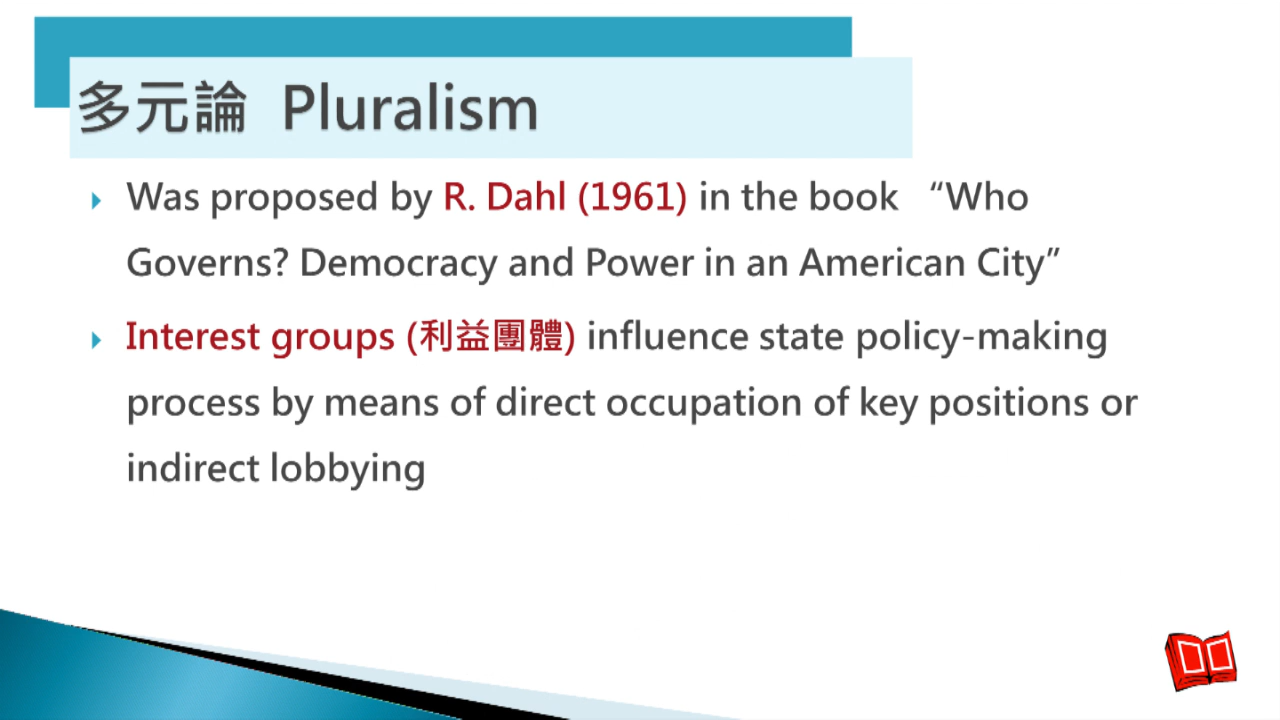 多元論 Pluralism
Was proposed by R. Dahl (1961) in the book “Who
Governs? Democracy and Power in an American City”
Interest groups (利益團體) influence state policy-making
process by means of direct occupation of key positions or
indirect lobbying